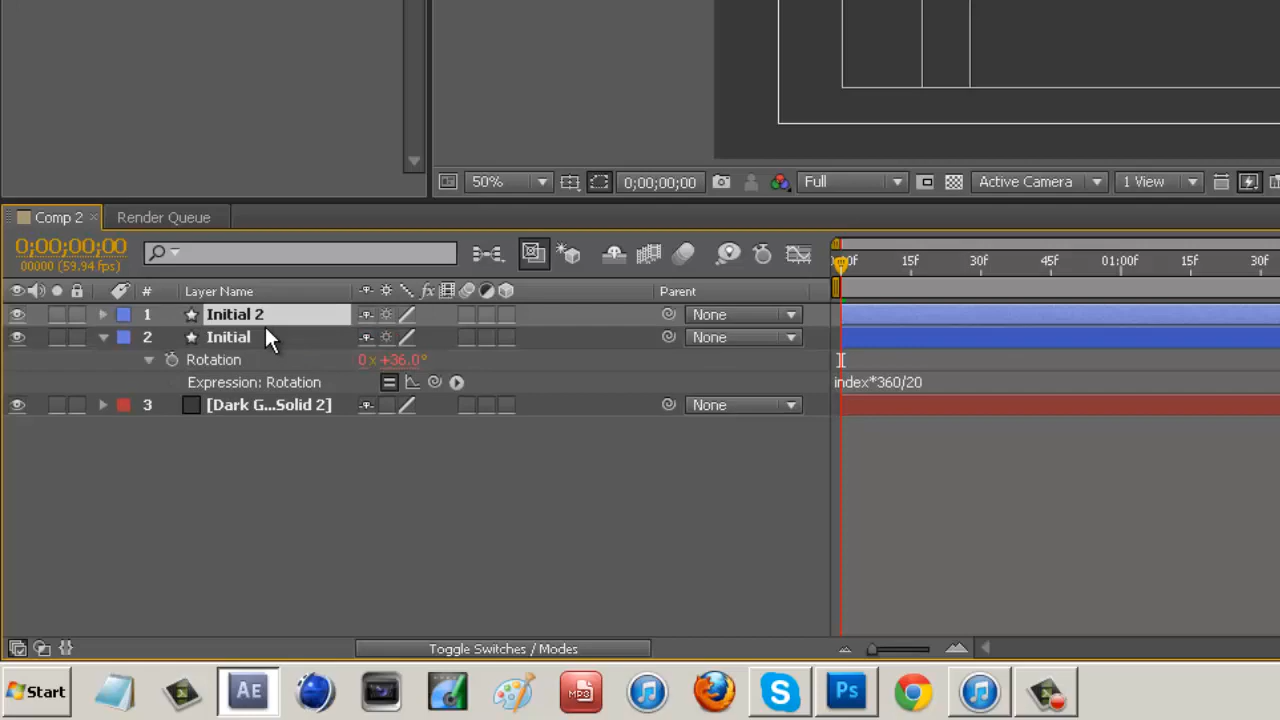 50%
0;00;00;00
Full
Active Camera
1 View
Comp 2
Render Queue
0;00;00;00
00000 (59.94 fps)
00F
15F
30F
45F
01:00F
15F
30F
#
Layer Name
fx
Parent
1
Initial 2
None
2
Initial
None
Rotation
0 x +36.0°
Expression: Rotation
index*360/20
3
[Dark G...Solid 2]
None
Toggle Switches / Modes
Start
AE
MP3
Ps